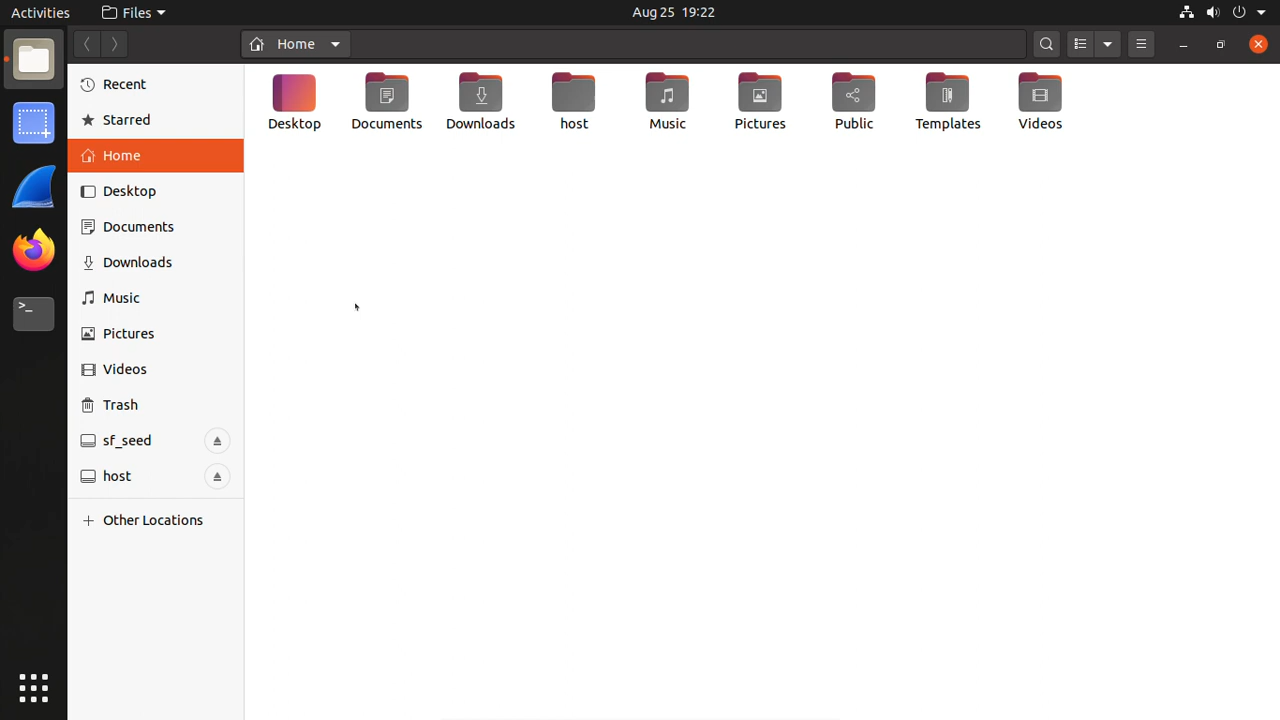 Activities Files Aug 25 19:22
Home
Recent
Starred
Home
Desktop
Documents
Downloads
Music
Pictures
Videos
Trash
sf_seed
host
Other Locations
Desktop Documents Downloads host Music Pictures Public Templates Videos
>_